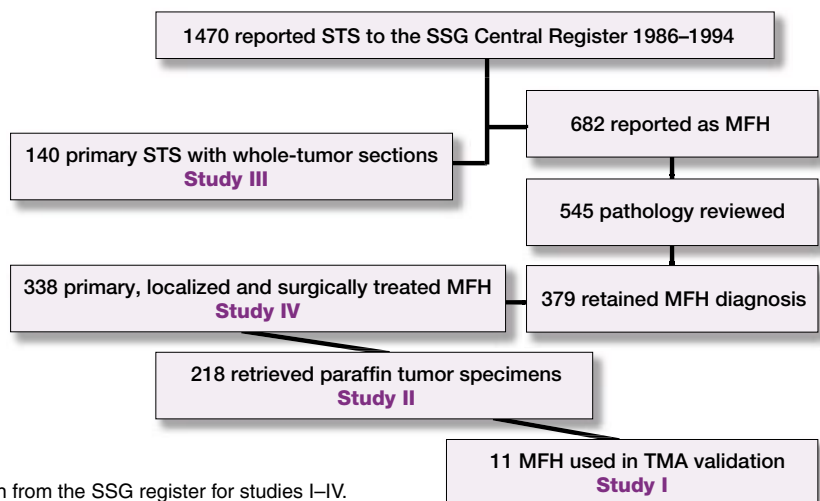 1470 reported STS to the SSG Central Register 1986–1994
682 reported as MFH
140 primary STS with whole-tumor sections
Study III
545 pathology reviewed
338 primary, localized and surgically treated MFH
Study IV
379 retained MFH diagnosis
218 retrieved paraffin tumor specimens
Study II
11 MFH used in TMA validation
Study I
from the SSG register for studies I–IV.